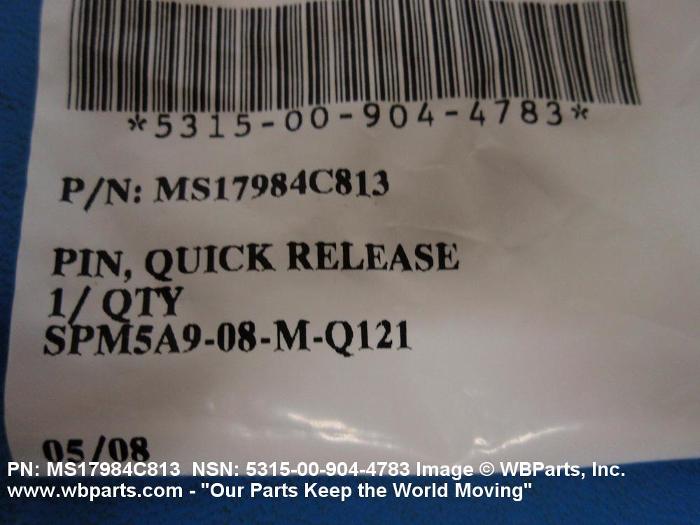 *5315-00-904-4783*
P/N: MS17984C813
PIN, QUICK RELEASE
1/ QTY
SPM5A9-08-M-Q121
05/08
PN: MS17984C813 NSN: 5315-00-904-4783 Image © WBParts, Inc.
www.wbparts.com - "Our Parts Keep the World Moving"